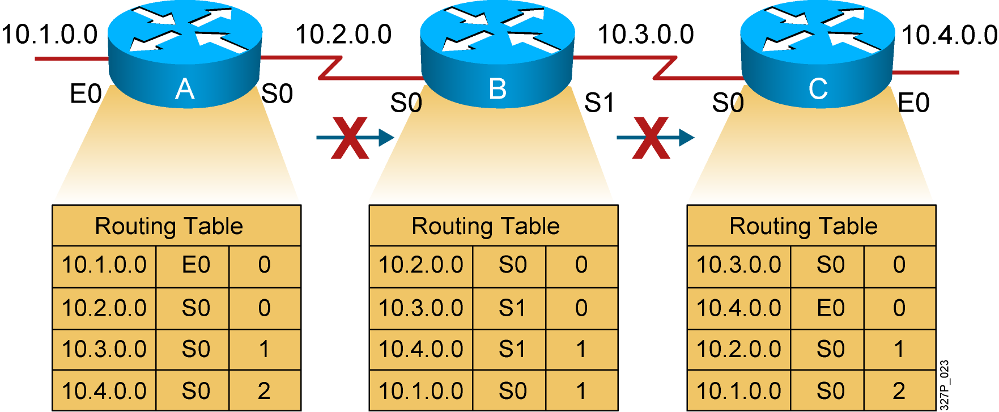 10.1.0.0 10.2.0.0 10.3.0.0 10.4.0.0
A B C
E0 S0 S0 S1 S0 E0
X X
Routing Table
10.1.0.0 E0 0
10.2.0.0 S0 0
10.3.0.0 S0 1
10.4.0.0 S0 2
Routing Table
10.2.0.0 S0 0
10.3.0.0 S1 0
10.4.0.0 S1 1
10.1.0.0 S0 1
Routing Table
10.3.0.0 S0 0
10.4.0.0 E0 0
10.2.0.0 S0 1
10.1.0.0 S0 2
327P_023